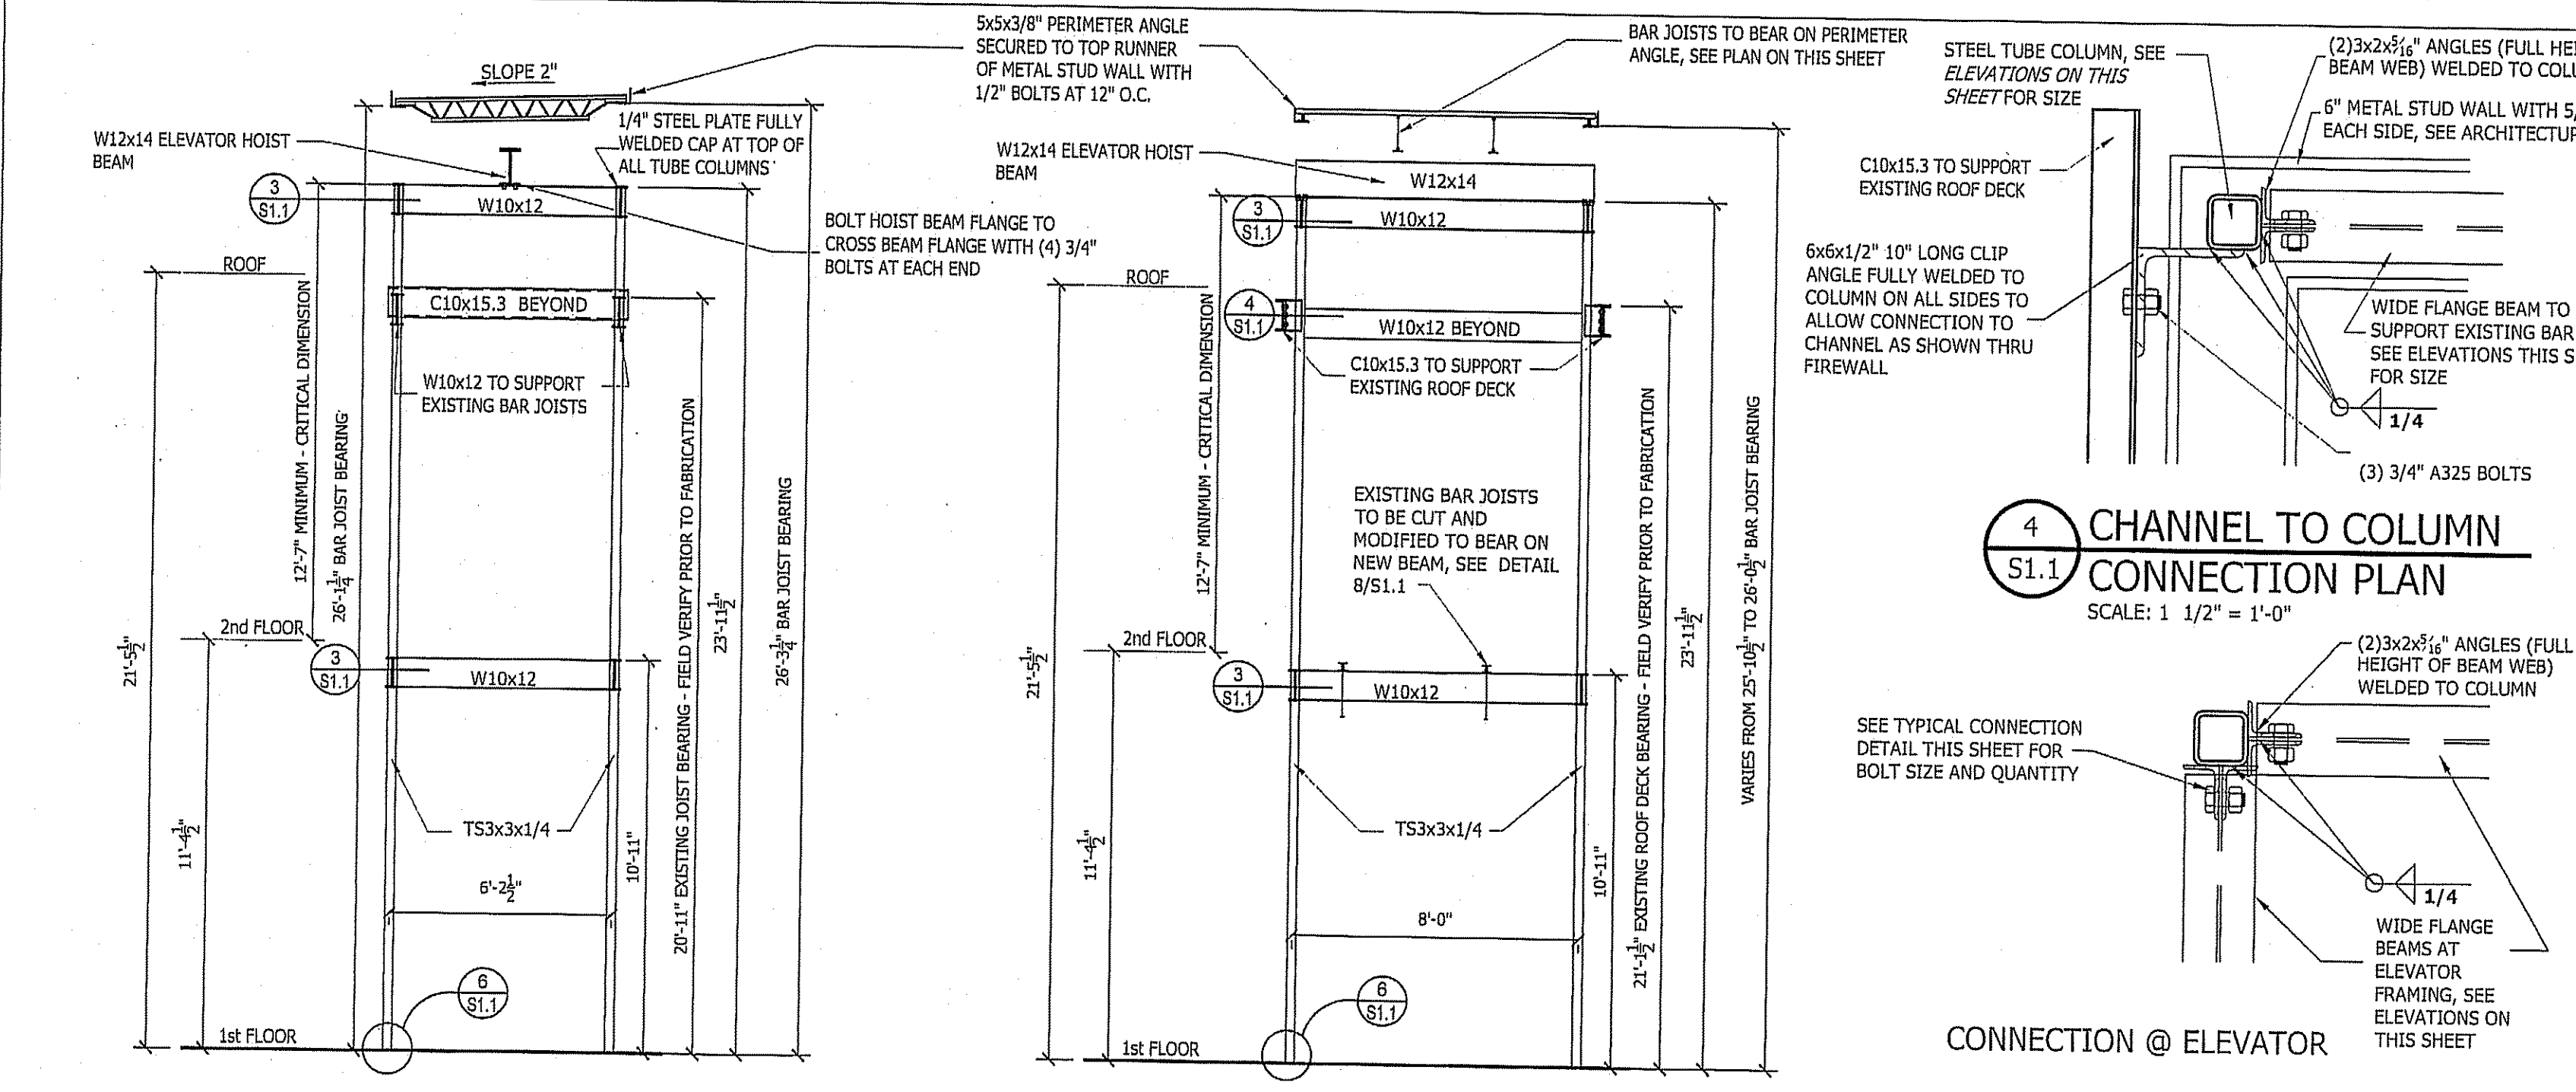 SLOPE 2"
5x5x3/8" PERIMETER ANGLE
SECURED TO TOP RUNNER
OF METAL STUD WALL WITH
1/2" BOLTS AT 12" O.C.
W12x14 ELEVATOR HOIST
BEAM
1/4" STEEL PLATE FULLY
WELDED CAP AT TOP OF
ALL TUBE COLUMNS
3
S1.1
W10x12
BOLT HOIST BEAM FLANGE TO
CROSS BEAM FLANGE WITH (4) 3/4"
BOLTS AT EACH END
ROOF
C10x15.3 BEYOND
W10x12 TO SUPPORT
EXISTING BAR JOISTS
12'-7" MINIMUM - CRITICAL DIMENSION
26'-1 1/4" BAR JOIST BEARING
21'-5 1/2"
2nd FLOOR
3
S1.1
W10x12
11'-4 1/2"
TS3x3x1/4
6'-2 1/2"
10'-11"
20'-11" EXISTING JOIST BEARING - FIELD VERIFY PRIOR TO FABRICATION
23'-11 1/2"
26'-3 1/4" BAR JOIST BEARING
6
S1.1
1st FLOOR
BAR JOISTS TO BEAR ON PERIMETER
ANGLE, SEE PLAN ON THIS SHEET
W12x14 ELEVATOR HOIST
BEAM
W12x14
3
S1.1
W10x12
ROOF
4
S1.1
W10x12 BEYOND
C10x15.3 TO SUPPORT
EXISTING ROOF DECK
12'-7" MINIMUM - CRITICAL DIMENSION
21'-5 1/2"
EXISTING BAR JOISTS
TO BE CUT AND
MODIFIED TO BEAR ON
NEW BEAM, SEE DETAIL
8/S1.1
2nd FLOOR
3
S1.1
W10x12
11'-4 1/2"
TS3x3x1/4
8'-0"
10'-11"
21'-1 1/2" EXISTING ROOF DECK BEARING - FIELD VERIFY PRIOR TO FABRICATION
23'-11 1/2"
VARIES FROM 25'-10 1/2" TO 26'-0 1/2" BAR JOIST BEARING
6
S1.1
1st FLOOR
STEEL TUBE COLUMN, SEE
ELEVATIONS ON THIS
SHEET FOR SIZE
(2)3x2x5/16" ANGLES (FULL
BEAM WEB) WELDED TO
6" METAL STUD WALL WITH
EACH SIDE, SEE
C10x15.3 TO SUPPORT
EXISTING ROOF DECK
6x6x1/2" 10" LONG CLIP
ANGLE FULLY WELDED TO
COLUMN ON ALL SIDES TO
ALLOW CONNECTION TO
CHANNEL AS SHOWN THRU
FIREWALL
WIDE FLANGE BEAM TO
SUPPORT EXISTING BAR
SEE ELEVATIONS THIS
FOR SIZE
1/4
(3) 3/4" A325 BOLTS
4
S1.1
CHANNEL TO COLUMN
CONNECTION PLAN
SCALE: 1 1/2" = 1'-0"
(2)3x2x5/16" ANGLES (FULL
HEIGHT OF BEAM WEB)
WELDED TO COLUMN
SEE TYPICAL CONNECTION
DETAIL THIS SHEET FOR
BOLT SIZE AND QUANTITY
1/4
WIDE FLANGE
BEAMS AT
ELEVATOR
FRAMING, SEE
ELEVATIONS ON
THIS SHEET
CONNECTION @ ELEVATOR